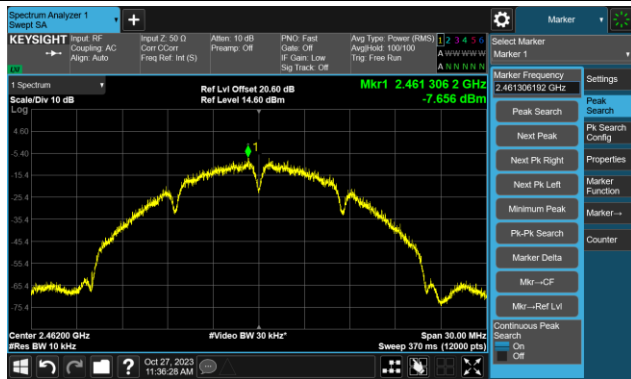 Spectrum Analyzer 1
Swept SA
Marker
KEYSIGHT
Input: RF
Coupling: AC
Align: Auto
Input Z: 50 Ω
Corr CCorr
Freq Ref: Int (S)
Atten: 10 dB
Preamp: Off
PNO: Fast
Gate: Off
IF Gain: Low
Sig Track: Off
Avg Type: Power (RMS)
Avg|Hold: 100/100
Trig: Free Run
1 2 3 4 5 6
A W W W W W
A N N N N N
Select Marker
Marker 1
1 Spectrum
Scale/Div 10 dB
Log
Ref Lvl Offset 20.60 dB
Ref Level 14.60 dBm
Mkr1 2.461 306 2 GHz
-7.656 dBm
4.60
-5.40
-15.4
-25.4
-35.4
-45.4
-55.4
-65.4
-75.4
1
Center 2.46200 GHz
#Res BW 10 kHz
#Video BW 30 kHz*
Span 30.00 MHz
Sweep 370 ms (12000 pts)
Marker Frequency
2.461306192 GHz
Peak Search
Next Peak
Next Pk Right
Next Pk Left
Minimum Peak
Pk-Pk Search
Marker Delta
Mkr→CF
Mkr→Ref Lvl
Continuous Peak
Search
On
Off
Settings
Peak
Search
Pk Search
Config
Properties
Marker
Function
Marker→
Counter
?
Oct 27, 2023
11:36:28 AM